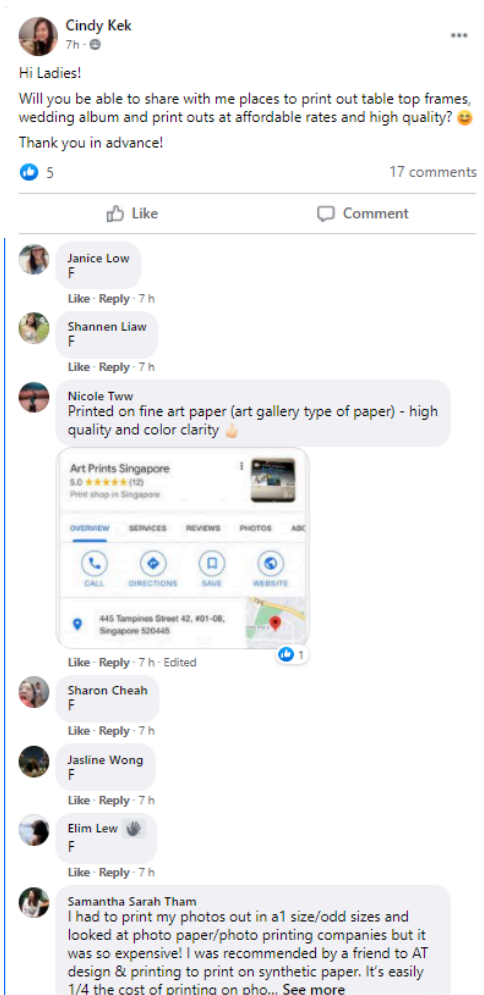 Cindy Kek
7h ·
Hi Ladies!
Will you be able to share with me places to print out table top frames,
wedding album and print outs at affordable rates and high quality? 😊
Thank you in advance!
5
17 comments
Like
Comment
Janice Low
F
Like · Reply · 7 h
Shannen Liaw
F
Like · Reply · 7 h
Nicole Tww
Printed on fine art paper (art gallery type of paper) - high
quality and color clarity 👍🏻
Art Prints Singapore
5.0 ★★★★★ (12)
Print shop in Singapore
OVERVIEW SERVICES REVIEWS PHOTOS ABO
CALL DIRECTIONS SAVE WEBSITE
445 Tampines Street 42, #01-08,
Singapore 520445
TPE
1
Like · Reply · 7 h · Edited
Sharon Cheah
F
Like · Reply · 7 h
Jasline Wong
F
Like · Reply · 7 h
Elim Lew 👋
F
Like · Reply · 7 h
Samantha Sarah Tham
I had to print my photos out in a1 size/odd sizes and
looked at photo paper/photo printing companies but it
was so expensive! I was recommended by a friend to AT
design & printing to print on synthetic paper. It's easily
1/4 the cost of printing on pho... See more